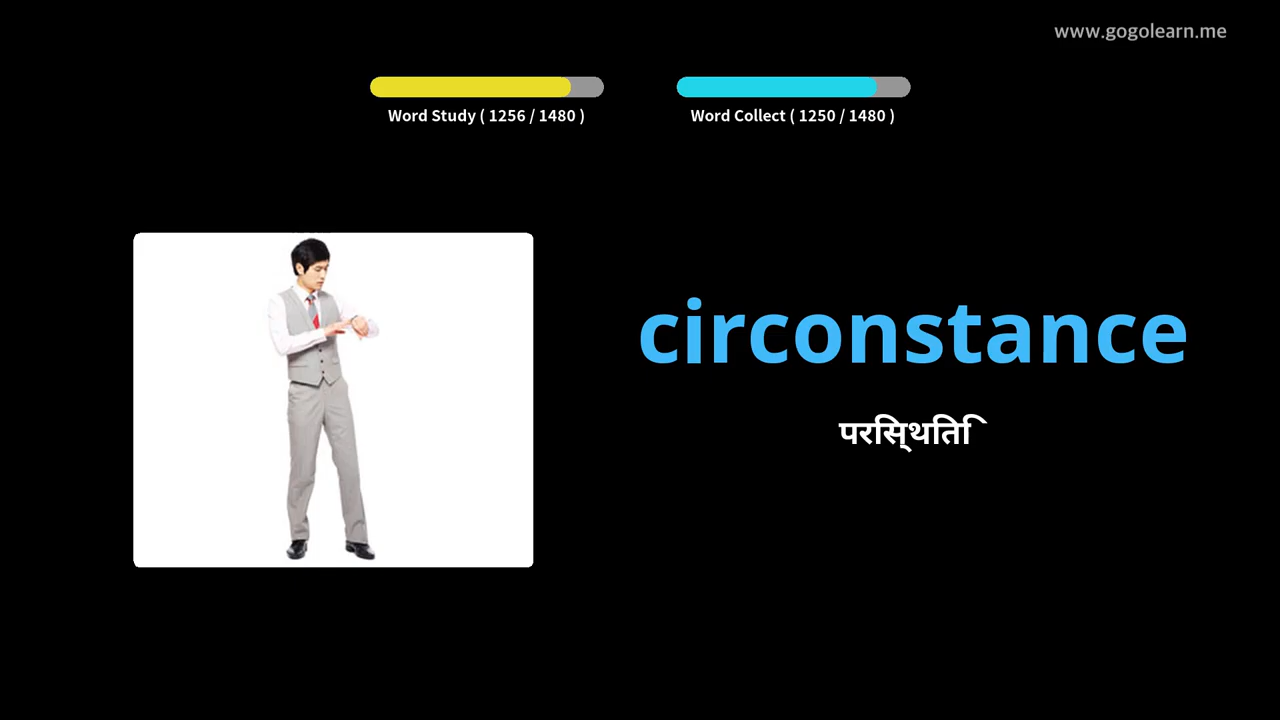 www.gogolearn.me
Word Study ( 1256 / 1480 )
Word Collect ( 1250 / 1480 )
circonstance
परिस्थिति